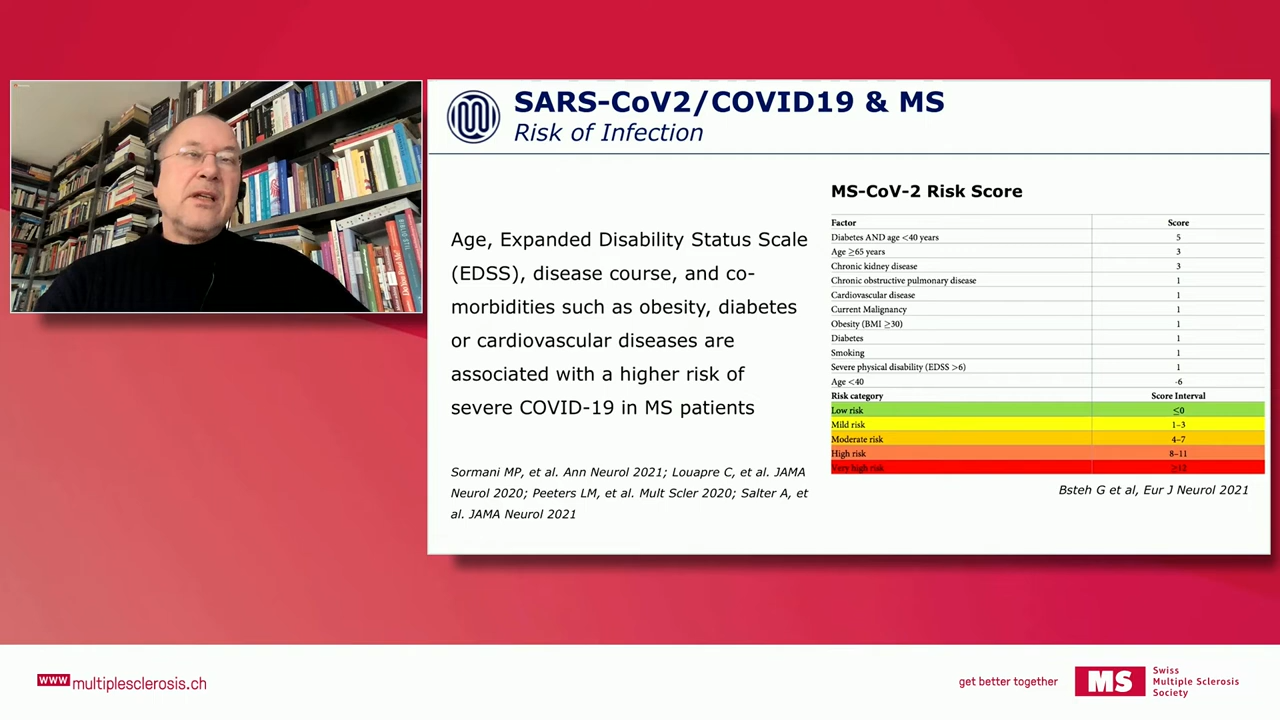 SARS-CoV2/COVID19 & MS
Risk of Infection
Age, Expanded Disability Status Scale
(EDSS), disease course, and co-
morbidities such as obesity, diabetes
or cardiovascular diseases are
associated with a higher risk of
severe COVID-19 in MS patients
Sormani MP, et al. Ann Neurol 2021; Louapre C, et al. JAMA
Neurol 2020; Peeters LM, et al. Mult Scler 2020; Salter A, et
al. JAMA Neurol 2021
MS-CoV-2 Risk Score
Factor Score
Diabetes AND age <40 years 5
Age ≥65 years 3
Chronic kidney disease 3
Chronic obstructive pulmonary disease 1
Cardiovascular disease 1
Current Malignancy 1
Obesity (BMI ≥30) 1
Diabetes 1
Smoking 1
Severe physical disability (EDSS >6) 1
Age <40 -6
Risk category Score Interval
Low risk ≤0
Mild risk 1–3
Moderate risk 4–7
High risk 8–11
Very high risk ≥12
Bsteh G et al, Eur J Neurol 2021
www multiplesclerosis.ch
get better together
MS
Swiss
Multiple Sclerosis
Society